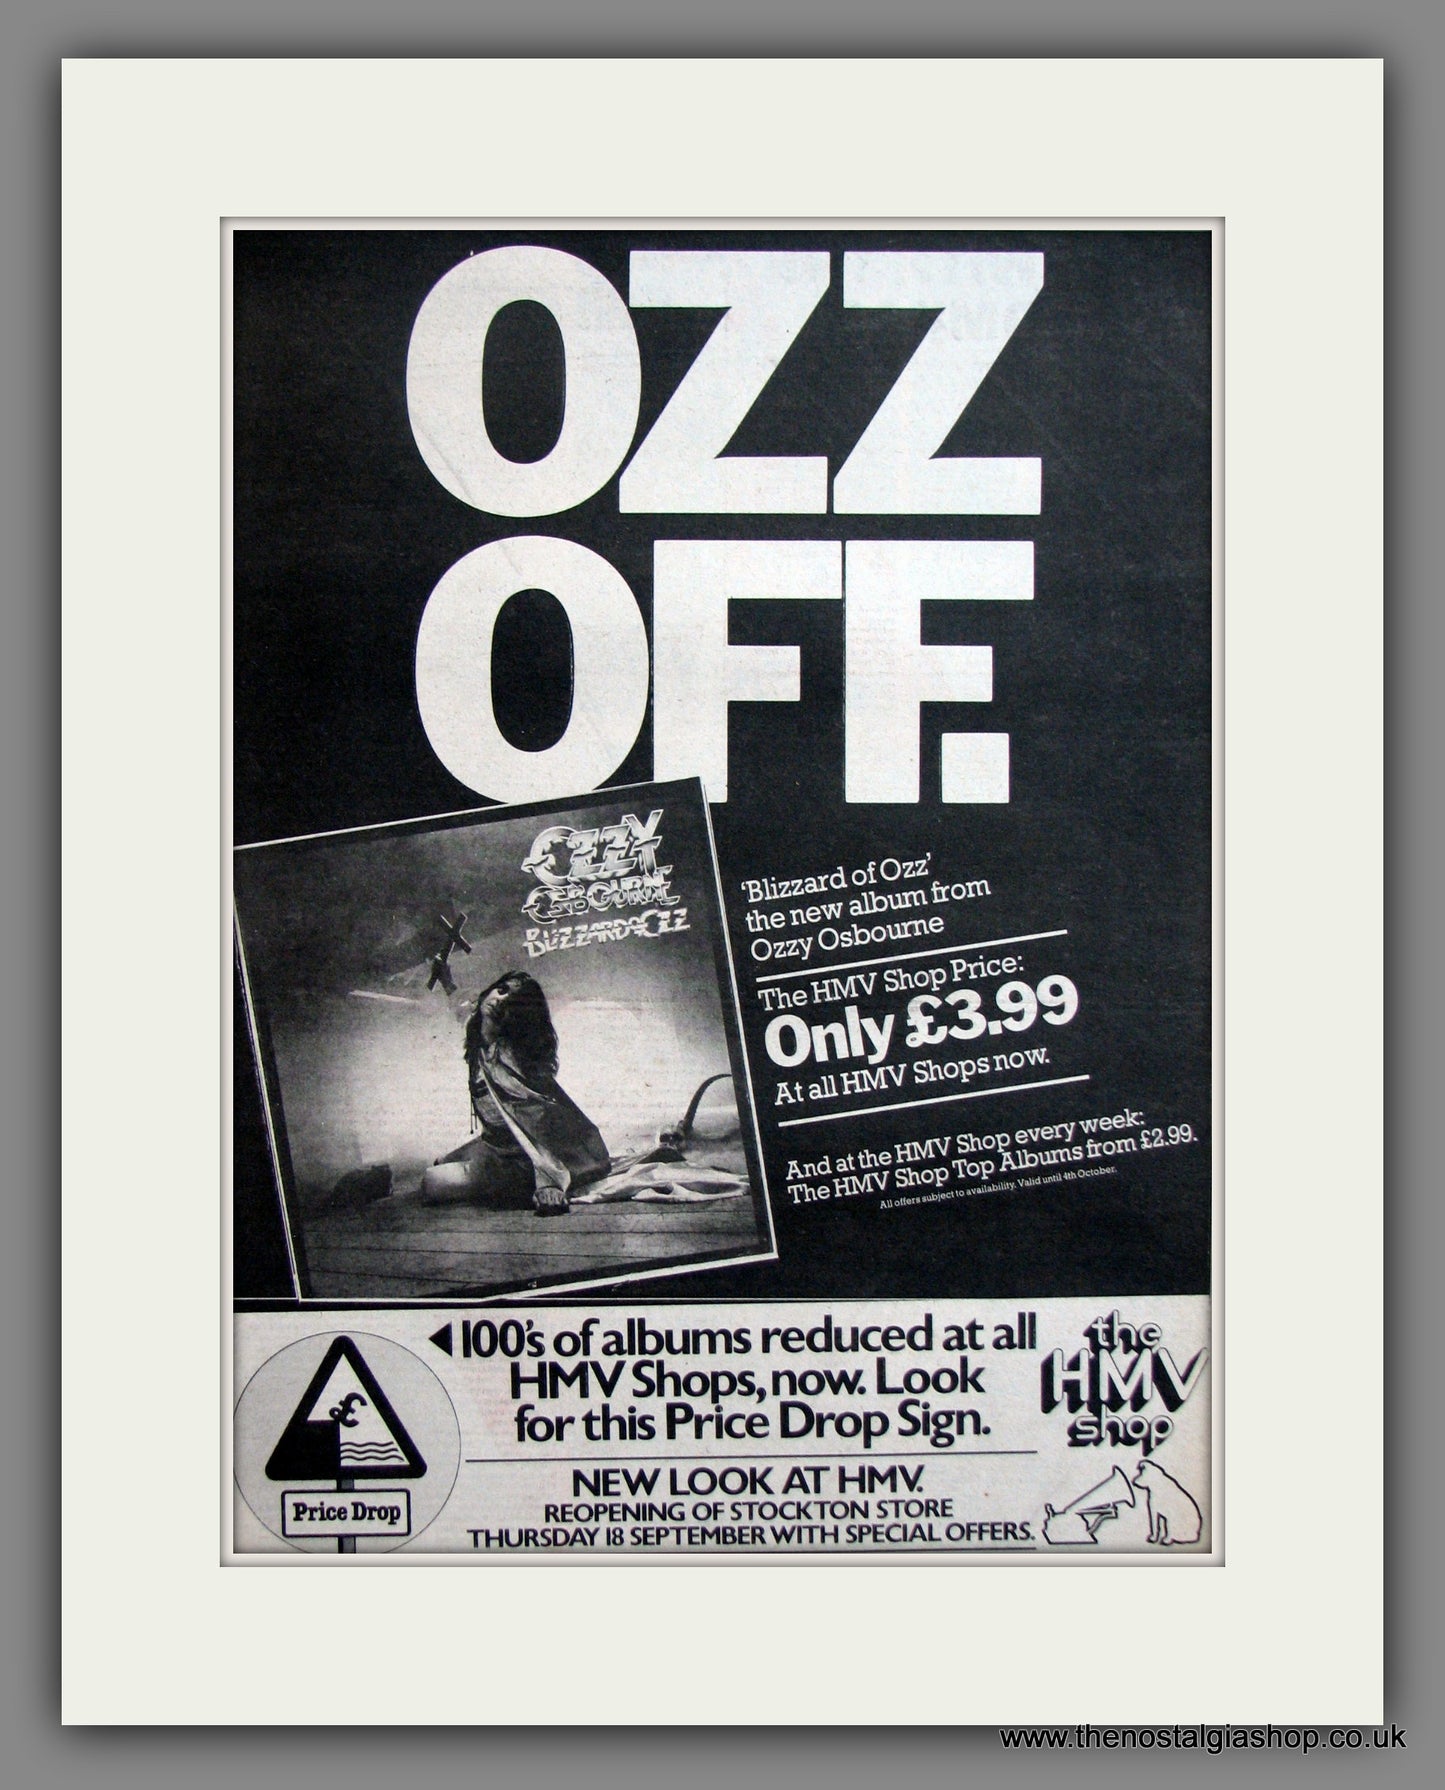 OZZ
OFF.
OZZY
OSBOURNE
BLIZZARD OF OZZ
‘Blizzard of Ozz’
the new album from
Ozzy Osbourne
The HMV Shop Price:
Only £3.99
At all HMV Shops now.
And at the HMV Shop every week:
The HMV Shop Top Albums from £2.99.
All offers subject to availability. Valid until 4th October.
£
Price Drop
100's of albums reduced at all
HMV Shops, now. Look
for this Price Drop Sign.
NEW LOOK AT HMV.
REOPENING OF STOCKTON STORE
THURSDAY 18 SEPTEMBER WITH SPECIAL OFFERS.
the
HMV
shop
www.thenostalgiashop.co.uk